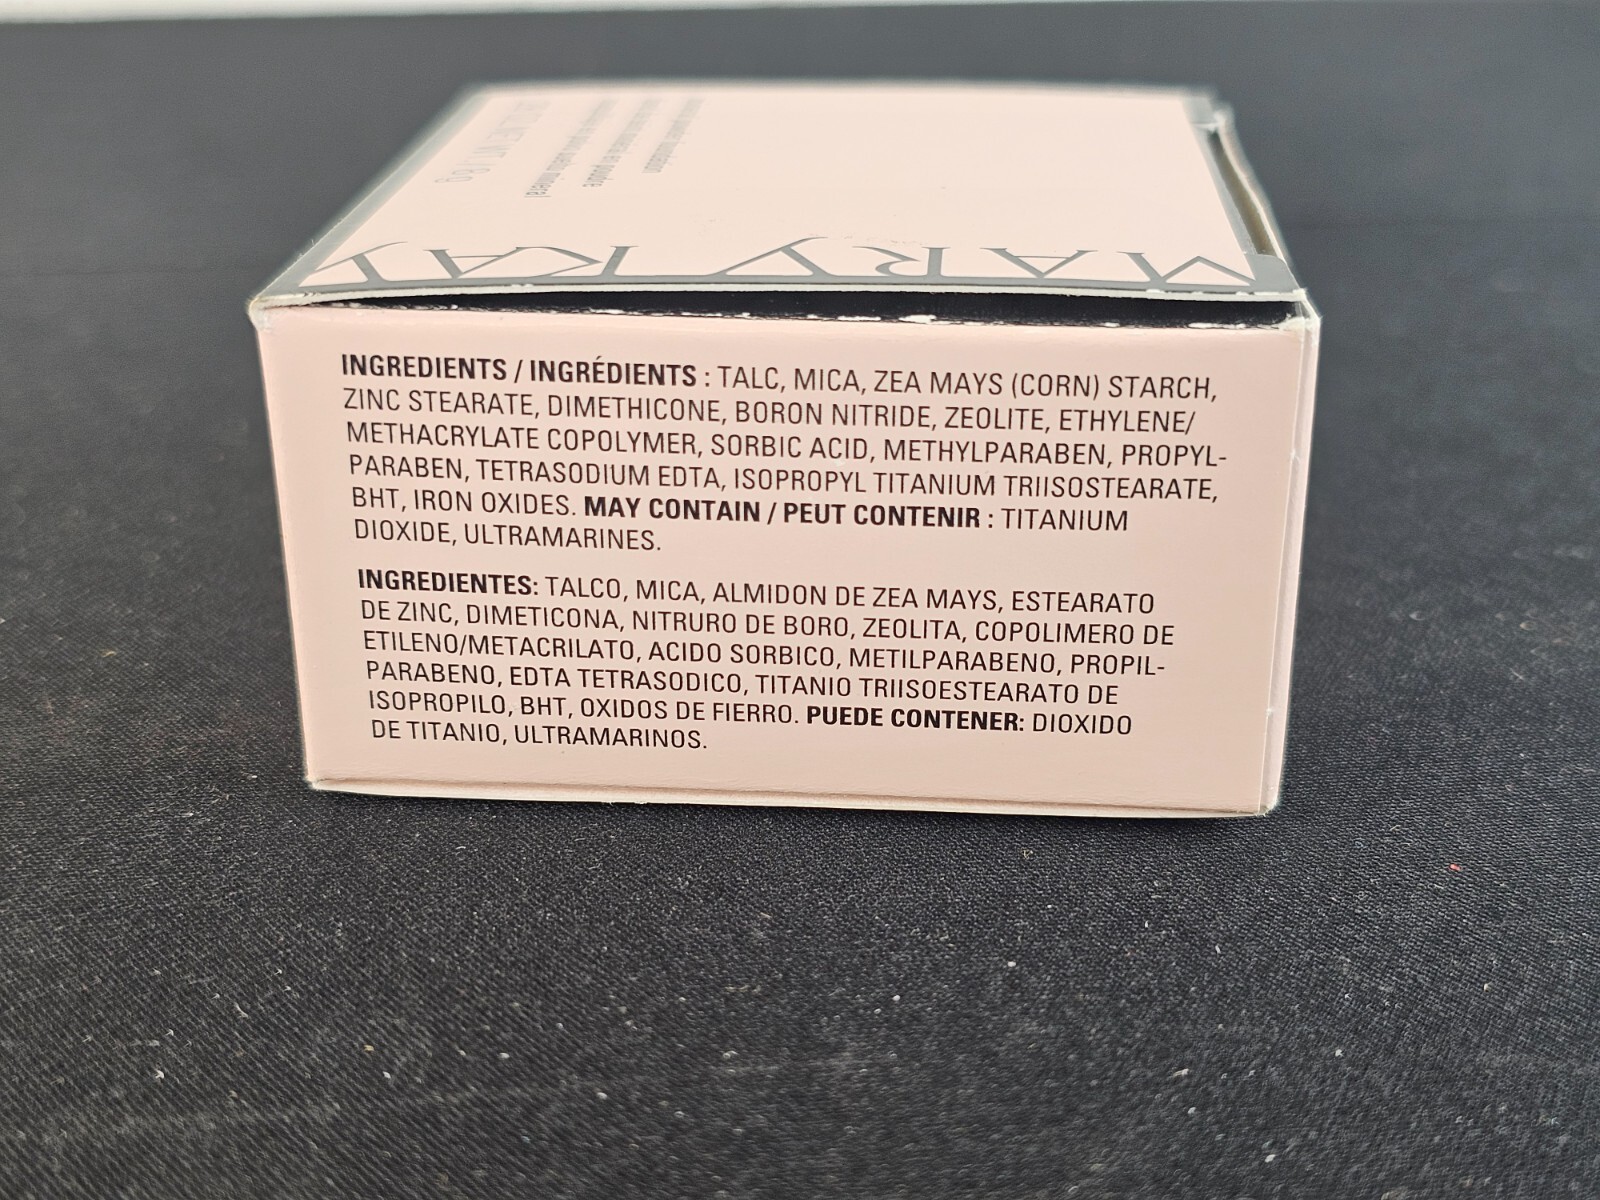 MARY KAY
INGREDIENTS / INGRÉDIENTS : TALC, MICA, ZEA MAYS (CORN) STARCH,
ZINC STEARATE, DIMETHICONE, BORON NITRIDE, ZEOLITE, ETHYLENE/
METHACRYLATE COPOLYMER, SORBIC ACID, METHYLPARABEN, PROPYL-
PARABEN, TETRASODIUM EDTA, ISOPROPYL TITANIUM TRIISOSTEARATE,
BHT, IRON OXIDES. MAY CONTAIN / PEUT CONTENIR : TITANIUM
DIOXIDE, ULTRAMARINES.
INGREDIENTES: TALCO, MICA, ALMIDON DE ZEA MAYS, ESTEARATO
DE ZINC, DIMETICONA, NITRURO DE BORO, ZEOLITA, COPOLIMERO DE
ETILENO/METACRILATO, ACIDO SORBICO, METILPARABENO, PROPIL-
PARABENO, EDTA TETRASODICO, TITANIO TRIISOESTEARATO DE
ISOPROPILO, BHT, OXIDOS DE FIERRO. PUEDE CONTENER: DIOXIDO
DE TITANIO, ULTRAMARINOS.